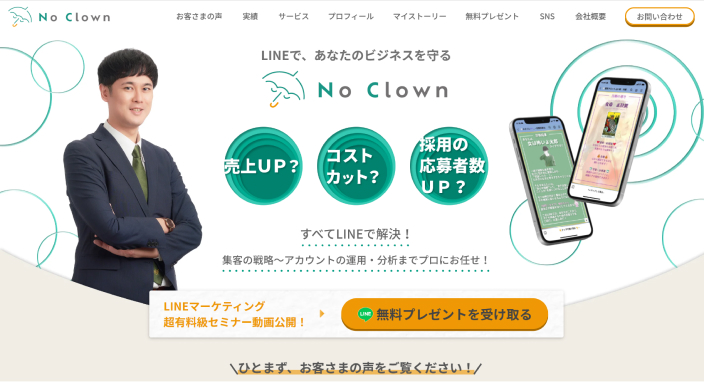 No Clown
お客さまの声 実績 サービス プロフィール マイストーリー 無料プレゼント SNS 会社概要 お問い合わせ
LINEで、あなたのビジネスを守る
No Clown
売上UP?
コスト
カット?
採用の
応募者数
UP?
すべてLINEで解決!
集客の戦略〜アカウントの運用・分析までプロにお任せ!
LINEマーケティング
超有料級セミナー動画公開!
LINE 無料プレゼントを受け取る
\ひとまず、お客さまの声をご覧ください!/